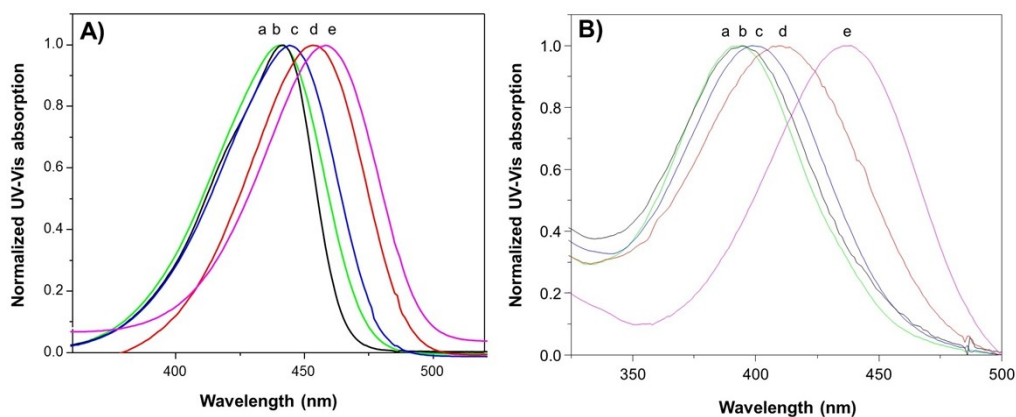 A)
a b c d e
Normalized UV-Vis absorption
1.0
0.8
0.6
0.4
0.2
0.0
400 450 500
Wavelength (nm)
B)
a b c d e
Normalized UV-Vis absorption
1.0
0.8
0.6
0.4
0.2
0.0
350 400 450 500
Wavelength (nm)